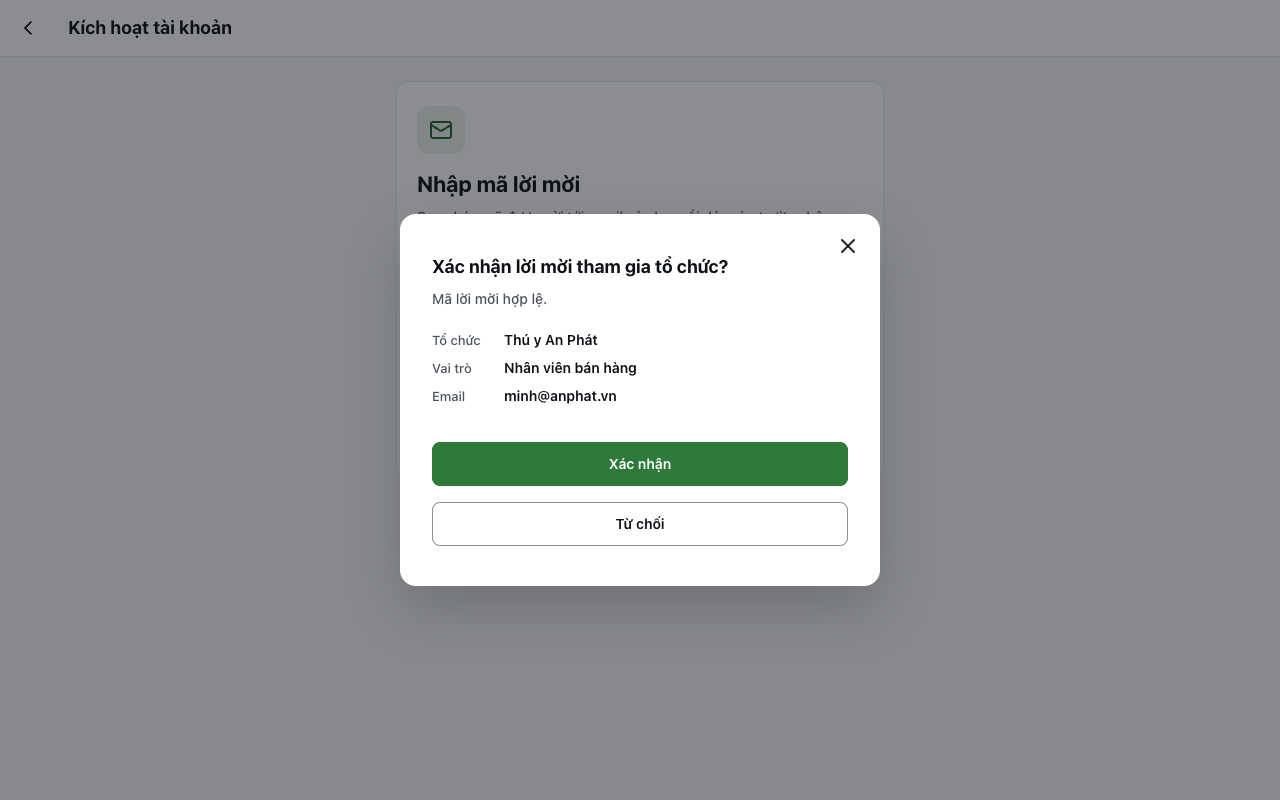 Kích hoạt tài khoản
Nhập mã lời mời
Xác nhận lời mời tham gia tổ chức?
Mã lời mời hợp lệ.
Tổ chức Thú y An Phát
Vai trò Nhân viên bán hàng
Email minh@anphat.vn
Xác nhận
Từ chối